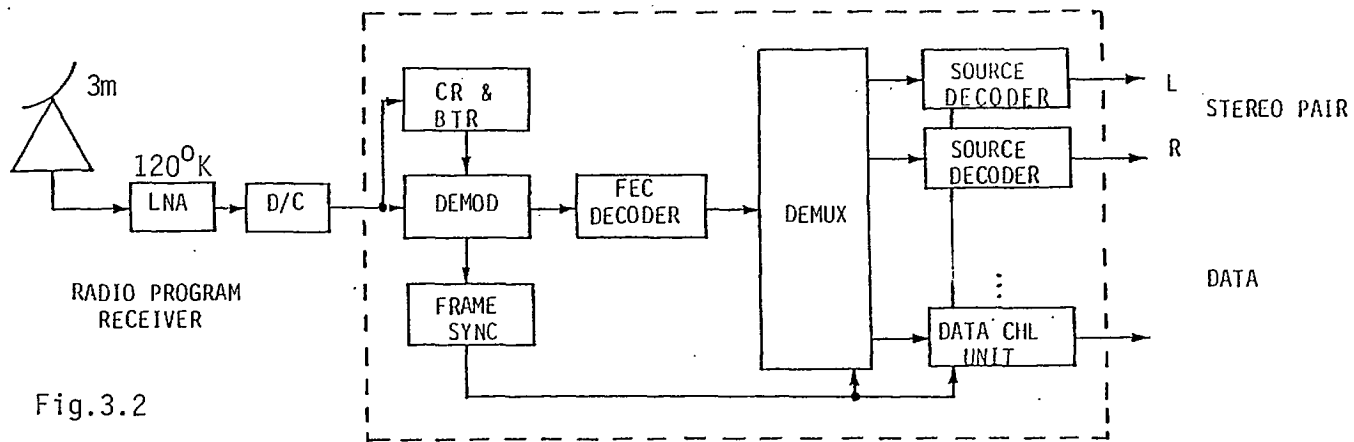 3m
120°K
LNA
D/C
RADIO PROGRAM
RECEIVER
Fig.3.2
CR &
BTR
DEMOD
FRAME
SYNC
FEC
DECODER
DEMUX
SOURCE
DECODER
SOURCE
DECODER
DATA CHL
UNIT
L
STEREO PAIR
R
DATA